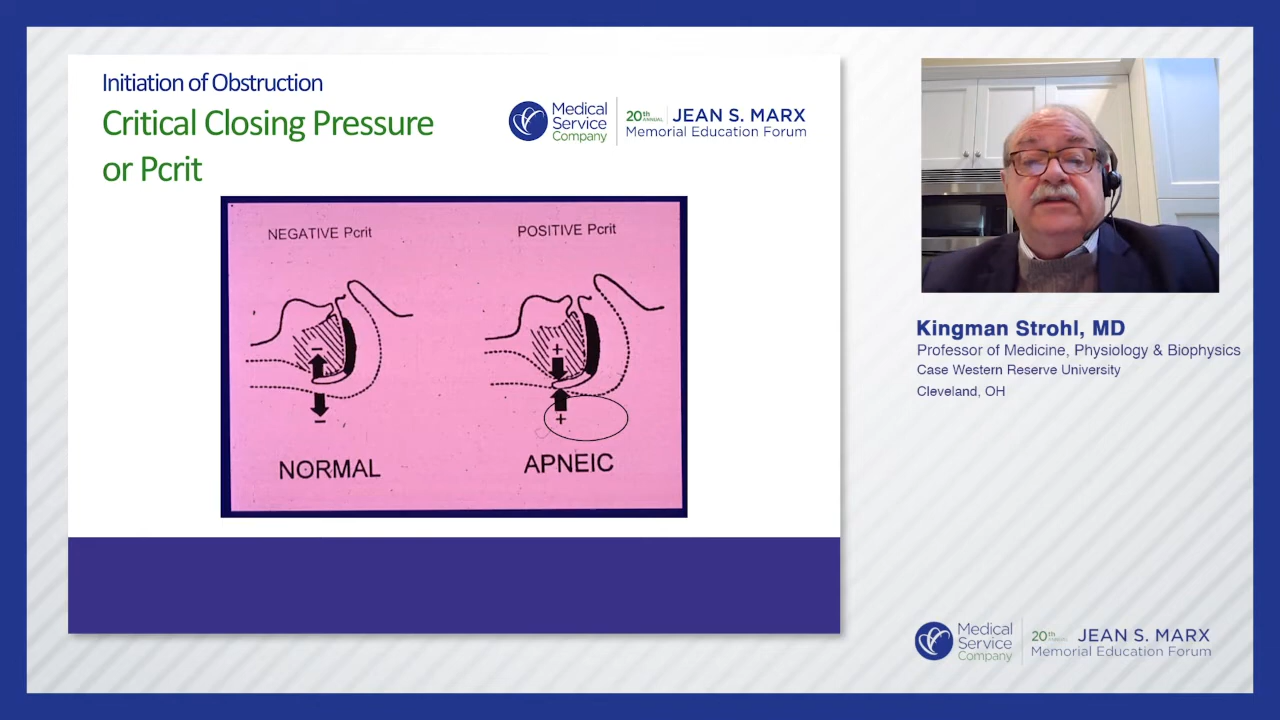 Initiation of Obstruction
Critical Closing Pressure
or Pcrit
Medical
Service
Company
20th
ANNUAL
JEAN S. MARX
Memorial Education Forum
NEGATIVE Pcrit
POSITIVE Pcrit
−
+
−
+
NORMAL
APNEIC
Kingman Strohl, MD
Professor of Medicine, Physiology & Biophysics
Case Western Reserve University
Cleveland, OH
Medical
Service
Company
20th
ANNUAL
JEAN S. MARX
Memorial Education Forum